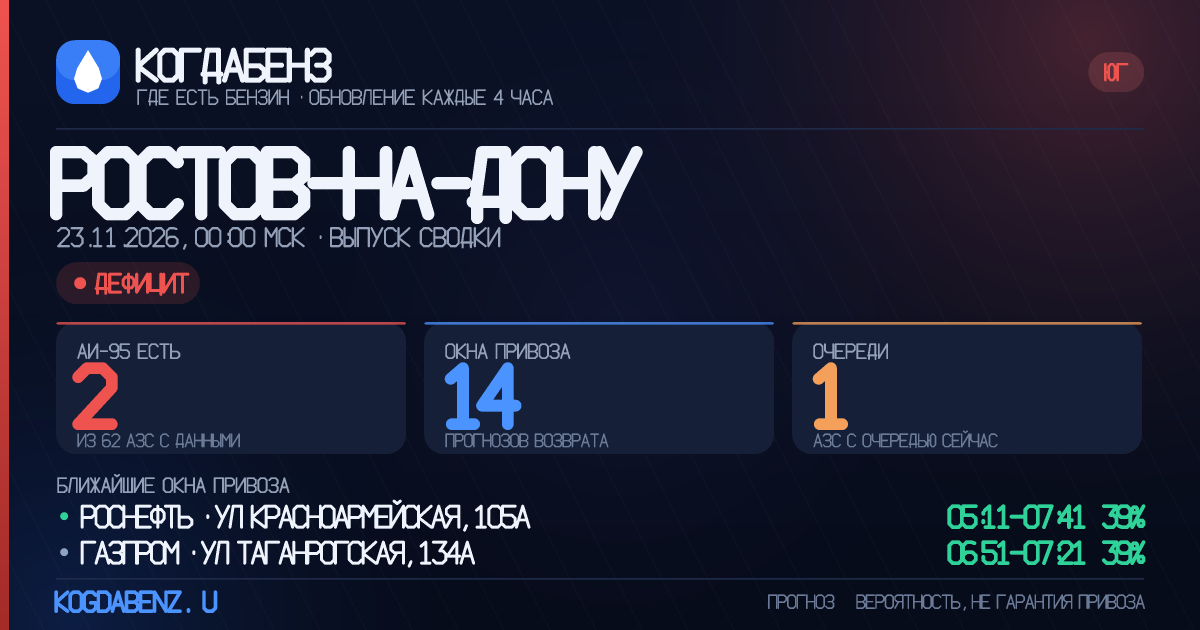 КОГДАБЕНЗ
ГДЕ ЕСТЬ БЕНЗИН · ОБНОВЛЕНИЕ КАЖДЫЕ 4 ЧАСА
ЮГ
РОСТОВ-НА-ДОНУ
23.11.2026, 00:00 МСК · ВЫПУСК СВОДКИ
• ДЕФИЦИТ
АИ-95 ЕСТЬ
2
ИЗ 62 АЗС С ДАННЫМИ
ОКНА ПРИВОЗА
14
ПРОГНОЗОВ ВОЗВРАТА
ОЧЕРЕДИ
1
АЗС С ОЧЕРЕДЬЮ СЕЙЧАС
БЛИЖАЙШИЕ ОКНА ПРИВОЗА
• РОСНЕФТЬ · УЛ КРАСНОАРМЕЙСКАЯ, 105А 05:11–07:41 39%
• ГАЗПРОМ · УЛ ТАГАНРОГСКАЯ, 134А 06:51–07:21 39%
KOGDABENZ. U
ПРОГНОЗ ВЕРОЯТНОСТЬ, НЕ ГАРАНТИЯ ПРИВОЗА